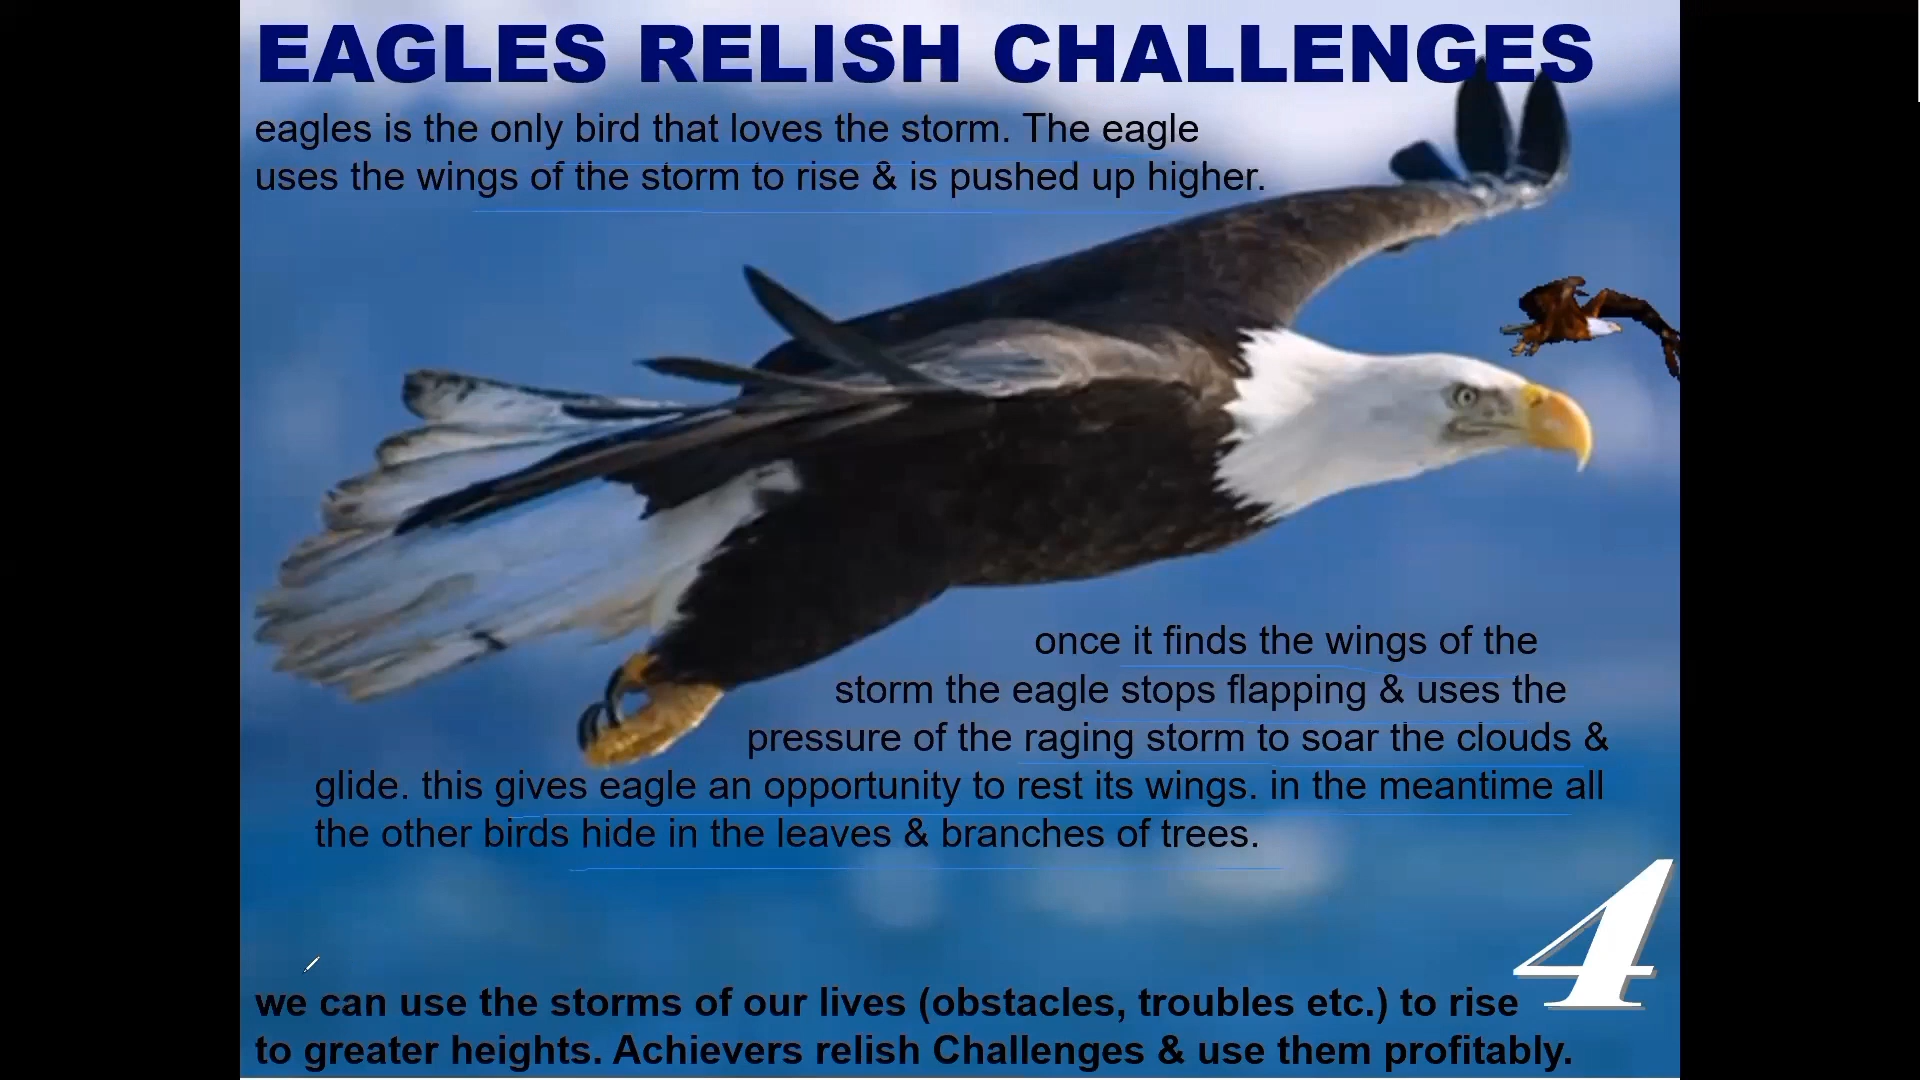 EAGLES RELISH CHALLENGES
eagles is the only bird that loves the storm. The eagle
uses the wings of the storm to rise & is pushed up higher.
once it finds the wings of the
storm the eagle stops flapping & uses the
pressure of the raging storm to soar the clouds &
glide. this gives eagle an opportunity to rest its wings. in the meantime all
the other birds hide in the leaves & branches of trees.
4
we can use the storms of our lives (obstacles, troubles etc.) to rise
to greater heights. Achievers relish Challenges & use them profitably.